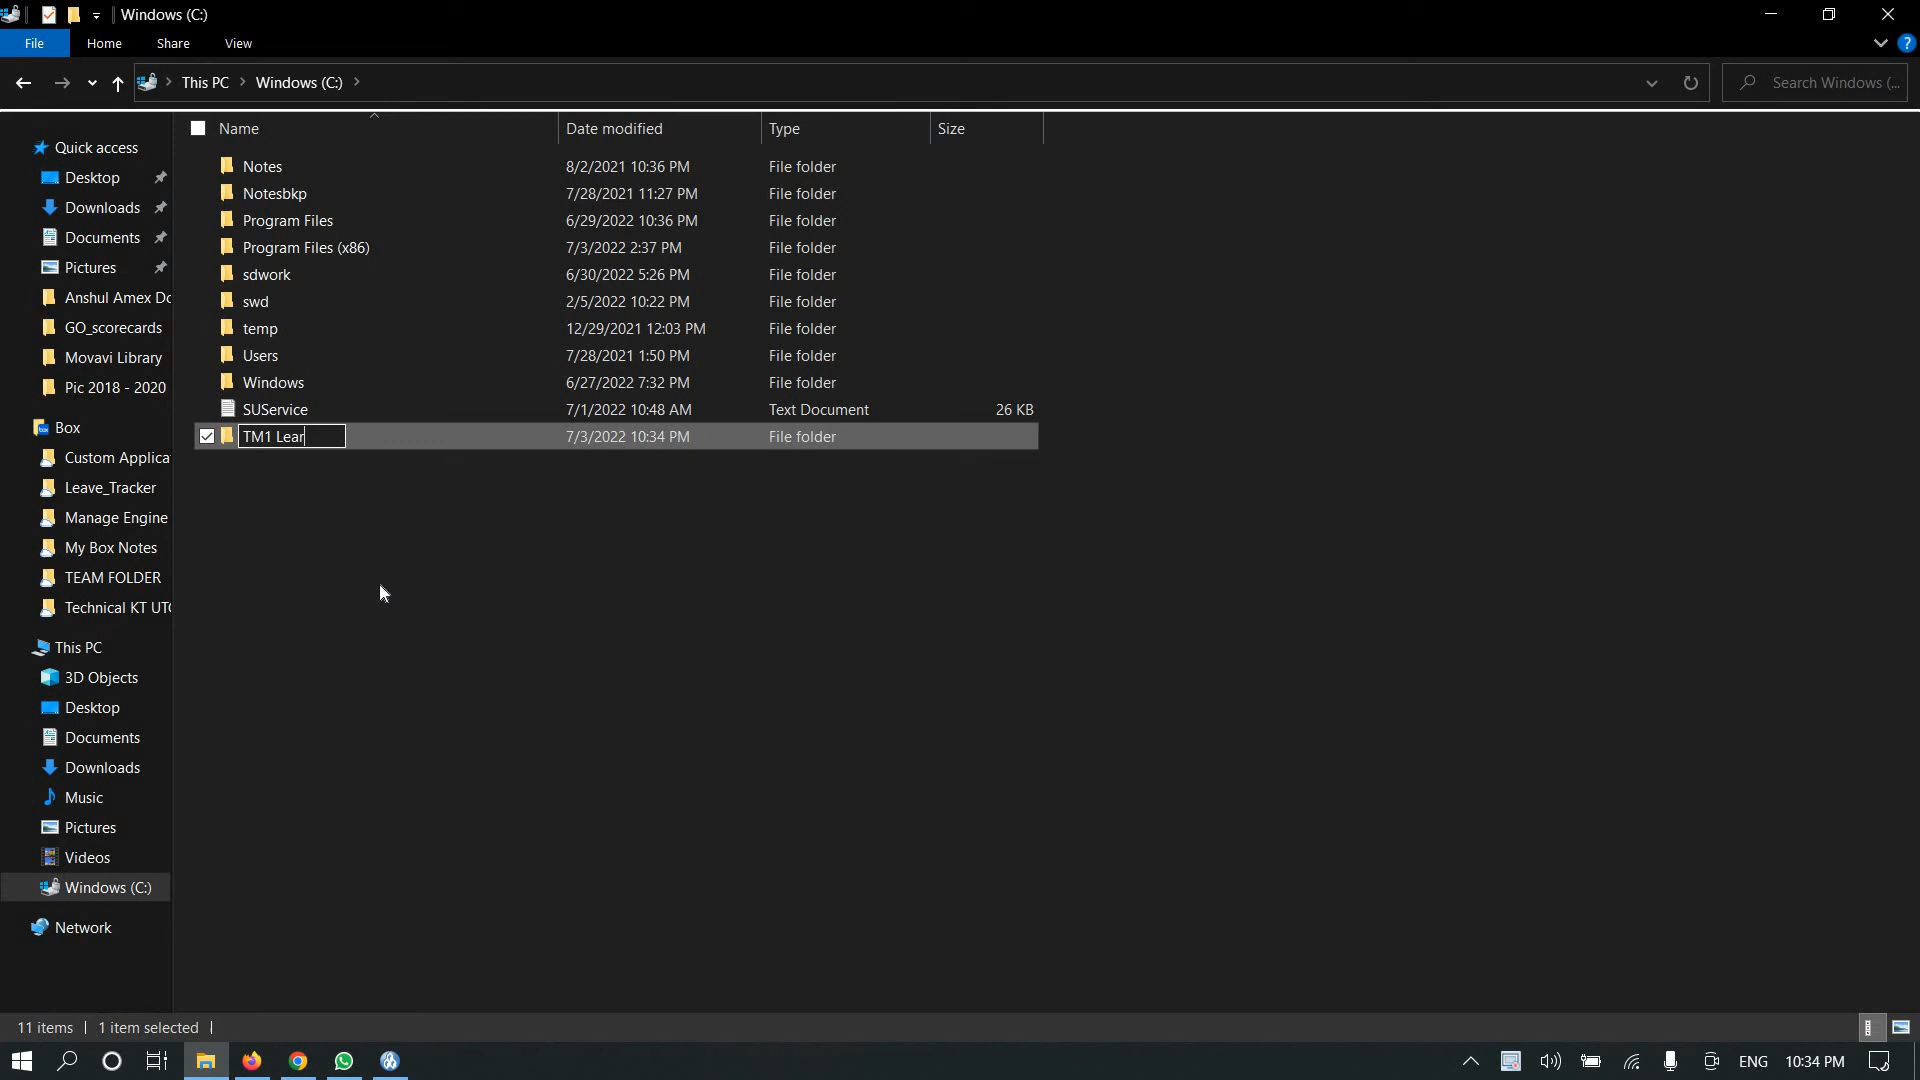 Windows (C:)
File Home Share View
This PC Windows (C:)
Search Windows (...
Name Date modified Type Size
Quick access
Desktop
Downloads
Documents
Pictures
Anshul Amex Dc
GO_scorecards
Movavi Library
Pic 2018 - 2020
Box
Custom Applica
Leave_Tracker
Manage Engine
My Box Notes
TEAM FOLDER
Technical KT UTC
This PC
3D Objects
Desktop
Documents
Downloads
Music
Pictures
Videos
Windows (C:)
Network
Notes 8/2/2021 10:36 PM File folder
Notesbkp 7/28/2021 11:27 PM File folder
Program Files 6/29/2022 10:36 PM File folder
Program Files (x86) 7/3/2022 2:37 PM File folder
sdwork 6/30/2022 5:26 PM File folder
swd 2/5/2022 10:22 PM File folder
temp 12/29/2021 12:03 PM File folder
Users 7/28/2021 1:50 PM File folder
Windows 6/27/2022 7:32 PM File folder
SUService 7/1/2022 10:48 AM Text Document 26 KB
TM1 Lear 7/3/2022 10:34 PM File folder
11 items 1 item selected
ENG 10:34 PM